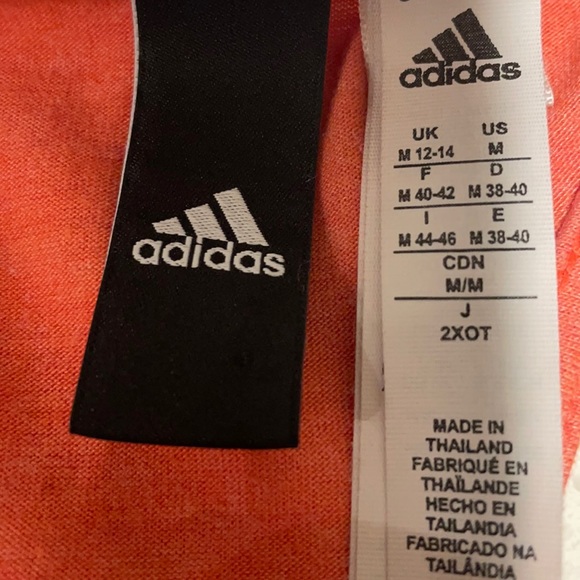 adidas
adidas
UK US
M 12-14 M
F D
M 40-42 M 38-40
I E
M 44-46 M 38-40
CDN
M/M
J
2XOT
MADE IN
THAILAND
FABRIQUÉ EN
THAÏLANDE
HECHO EN
TAILANDIA
FABRICADO NA
TAILÂNDIA